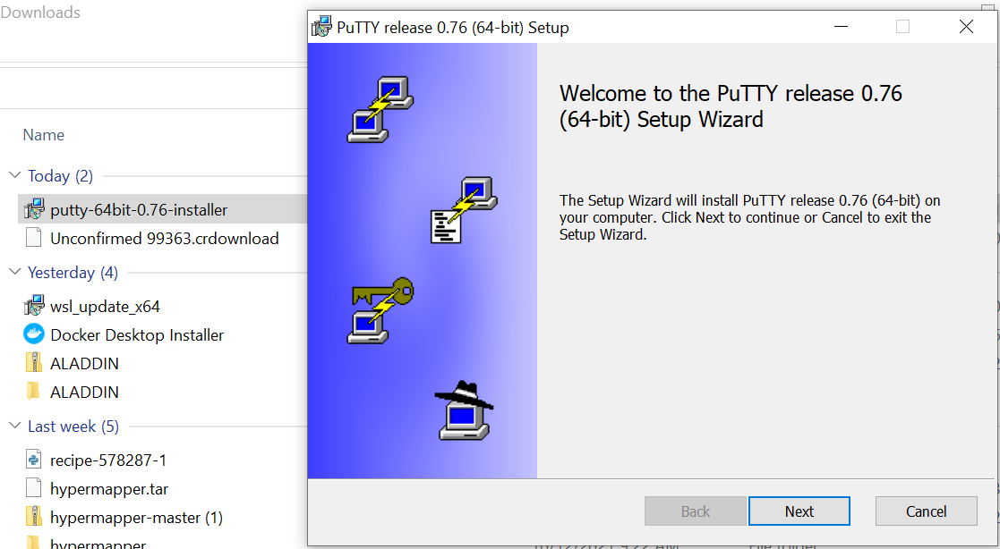 Downloads
Name
Today (2)
putty-64bit-0.76-installer
Unconfirmed 99363.crdownload
Yesterday (4)
wsl_update_x64
Docker Desktop Installer
ALADDIN
ALADDIN
Last week (5)
recipe-578287-1
hypermapper.tar
hypermapper-master (1)
hypermapper
PuTTY release 0.76 (64-bit) Setup
Welcome to the PuTTY release 0.76
(64-bit) Setup Wizard
The Setup Wizard will install PuTTY release 0.76 (64-bit) on
your computer. Click Next to continue or Cancel to exit the
Setup Wizard.
Back
Next
Cancel